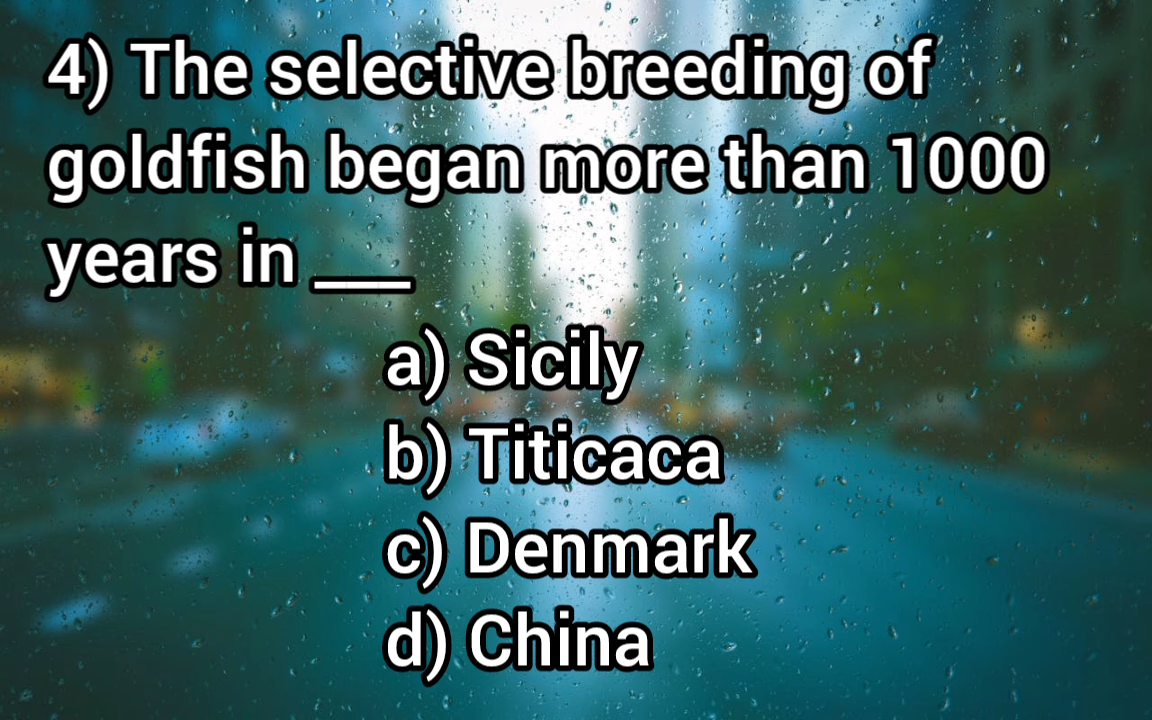 4) The selective breeding of
goldfish began more than 1000
years in ___
a) Sicily
b) Titicaca
c) Denmark
d) China